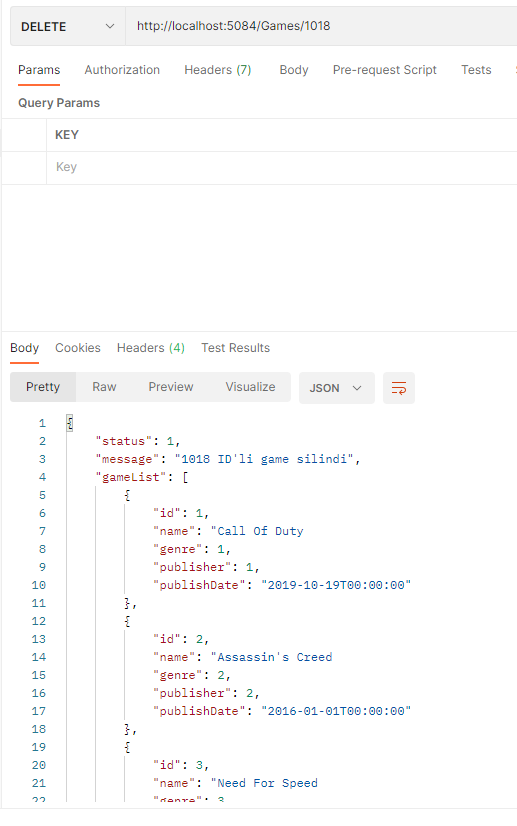 DELETE http://localhost:5084/Games/1018
Params Authorization Headers (7) Body Pre-request Script Tests
Query Params
KEY
Key
Body Cookies Headers (4) Test Results
Pretty Raw Preview Visualize JSON
1 {
2 "status": 1,
3 "message": "1018 ID'li game silindi",
4 "gameList": [
5 {
6 "id": 1,
7 "name": "Call Of Duty
8 "genre": 1,
9 "publisher": 1,
10 "publishDate": "2019-10-19T00:00:00"
11 },
12 {
13 "id": 2,
14 "name": "Assassin's Creed
15 "genre": 2,
16 "publisher": 2,
17 "publishDate": "2016-01-01T00:00:00"
18 },
19 {
20 "id": 3,
21 "name": "Need For Speed
22 "genre": 3